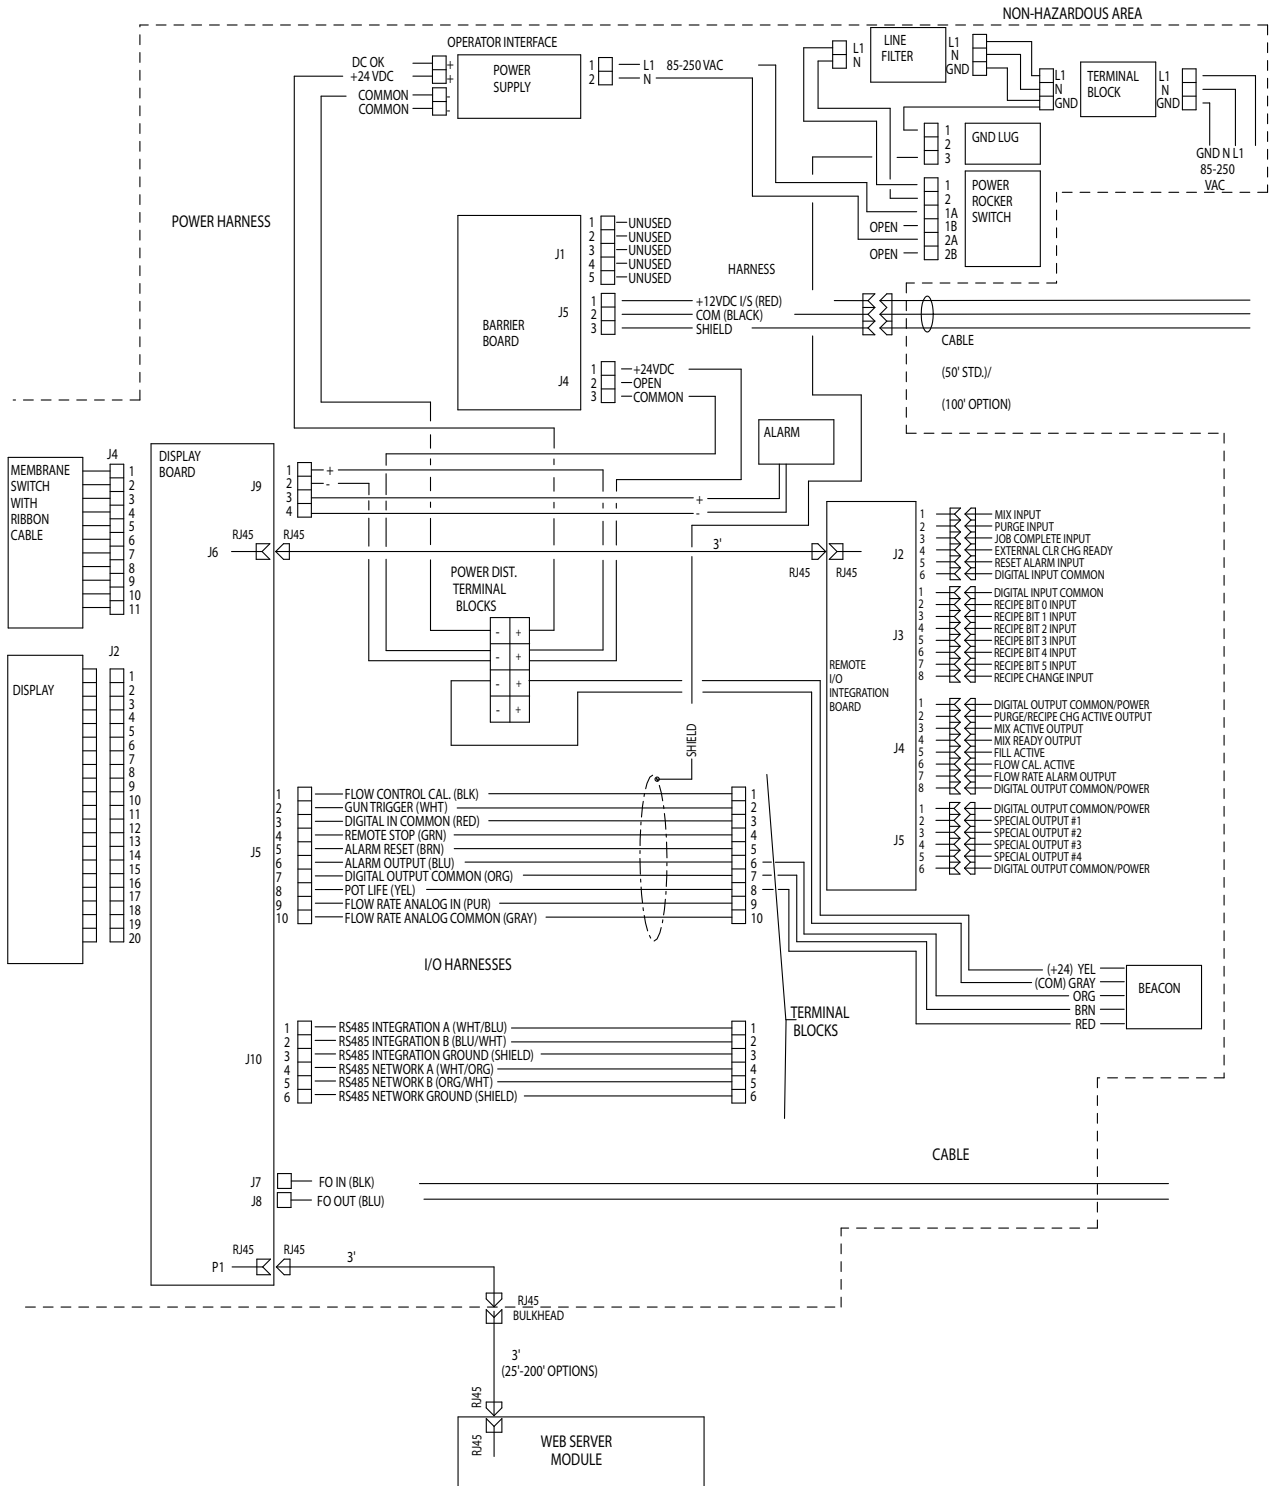 NON-HAZARDOUS AREA
OPERATOR INTERFACE
DC OK
+24 VDC
COMMON
COMMON
+
+
-
-
POWER
SUPPLY
1 L1 85-250 VAC
2 N
L1
N
LINE
FILTER
L1
N
GND
L1
N
GND
TERMINAL
BLOCK
L1
N
GND
GND N L1
85-250
VAC
1
2
3
GND LUG
1
2
1A
OPEN 1B
2A
OPEN 2B
POWER
ROCKER
SWITCH
POWER HARNESS
BARRIER
BOARD
J1
1 UNUSED
2 UNUSED
3 UNUSED
4 UNUSED
5 UNUSED
HARNESS
J5
1 +12VDC I/S (RED)
2 COM (BLACK)
3 SHIELD
J4
1 +24VDC
2 OPEN
3 COMMON
CABLE
(50' STD.)/
(100' OPTION)
ALARM
MEMBRANE
SWITCH
WITH
RIBBON
CABLE
J4
1
2
3
4
5
6
7
8
9
10
11
DISPLAY
BOARD
J9
1 +
2 -
3 +
4 -
J6
RJ45
RJ45
3'
RJ45
RJ45
POWER DIST.
TERMINAL
BLOCKS
- +
- +
- +
- +
DISPLAY
J2
1
2
3
4
5
6
7
8
9
10
11
12
13
14
15
16
17
18
19
20
SHIELD
REMOTE
I/O
INTEGRATION
BOARD
J2
1 MIX INPUT
2 PURGE INPUT
3 JOB COMPLETE INPUT
4 EXTERNAL CLR CHG READY
5 RESET ALARM INPUT
6 DIGITAL INPUT COMMON
J3
1 DIGITAL INPUT COMMON
2 RECIPE BIT 0 INPUT
3 RECIPE BIT 1 INPUT
4 RECIPE BIT 2 INPUT
5 RECIPE BIT 3 INPUT
6 RECIPE BIT 4 INPUT
7 RECIPE BIT 5 INPUT
8 RECIPE CHANGE INPUT
J4
1 DIGITAL OUTPUT COMMON/POWER
2 PURGE/RECIPE CHG ACTIVE OUTPUT
3 MIX ACTIVE OUTPUT
4 MIX READY OUTPUT
5 FILL ACTIVE
6 FLOW CAL. ACTIVE
7 FLOW RATE ALARM OUTPUT
8 DIGITAL OUTPUT COMMON/POWER
J5
1 DIGITAL OUTPUT COMMON/POWER
2 SPECIAL OUTPUT #1
3 SPECIAL OUTPUT #2
4 SPECIAL OUTPUT #3
5 SPECIAL OUTPUT #4
6 DIGITAL OUTPUT COMMON/POWER
J5
1 FLOW CONTROL CAL. (BLK) 1
2 GUN TRIGGER (WHT) 2
3 DIGITAL IN COMMON (RED) 3
4 REMOTE STOP (GRN) 4
5 ALARM RESET (BRN) 5
6 ALARM OUTPUT (BLU) 6
7 DIGITAL OUTPUT COMMON (ORG) 7
8 POT LIFE (YEL) 8
9 FLOW RATE ANALOG IN (PUR) 9
10 FLOW RATE ANALOG COMMON (GRAY) 10
I/O HARNESSES
(+24) YEL
(COM) GRAY
ORG
BRN
RED
BEACON
TERMINAL
BLOCKS
J10
1 RS485 INTEGRATION A (WHT/BLU) 1
2 RS485 INTEGRATION B (BLU/WHT) 2
3 RS485 INTEGRATION GROUND (SHIELD) 3
4 RS485 NETWORK A (WHT/ORG) 4
5 RS485 NETWORK B (ORG/WHT) 5
6 RS485 NETWORK GROUND (SHIELD) 6
CABLE
J7 FO IN (BLK)
J8 FO OUT (BLU)
P1
RJ45
RJ45
3'
RJ45
BULKHEAD
3'
(25'-200' OPTIONS)
RJ45
RJ45
WEB SERVER
MODULE